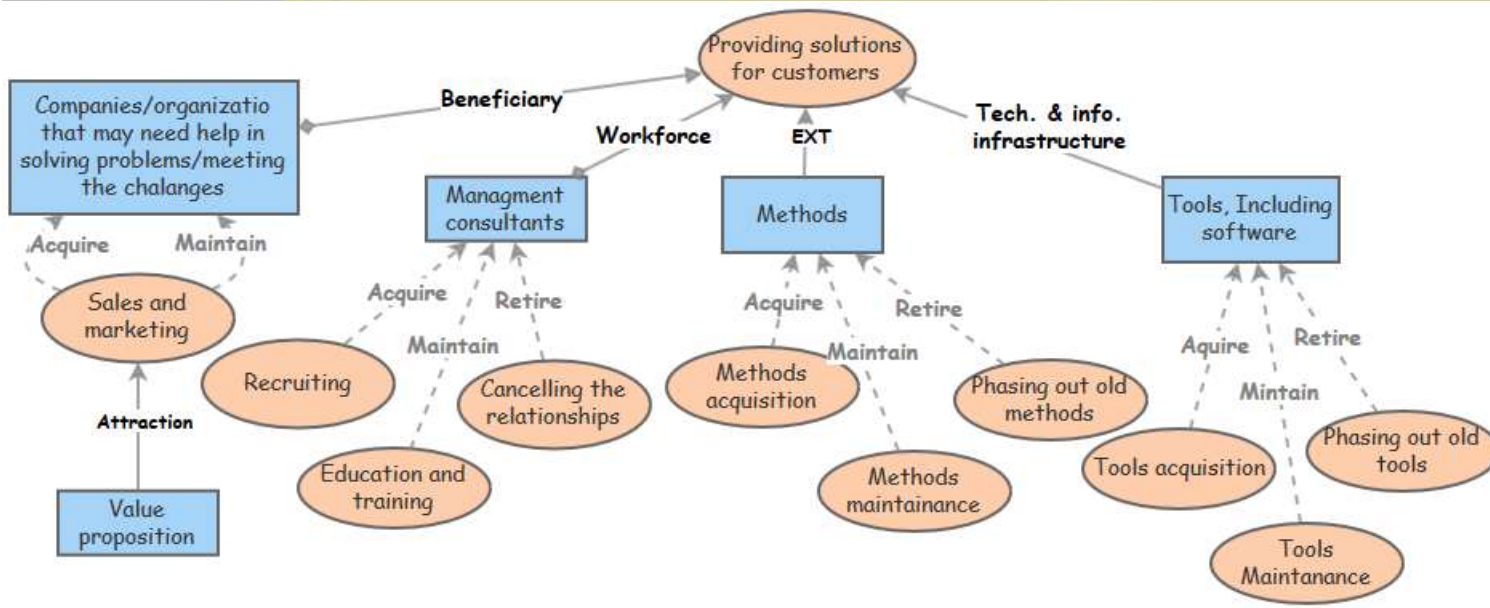 Providing solutions
for customers
Companies/organizatio
that may need help in
solving problems/meeting
the chalanges
Beneficiary
Workforce
EXT
Tech. & info.
infrastructure
Managment
consultants
Methods
Tools, Including
software
Acquire
Maintain
Sales and
marketing
Attraction
Value
proposition
Acquire
Maintain
Retire
Recruiting
Education and
training
Cancelling the
relationships
Acquire
Maintain
Retire
Methods
acquisition
Methods
maintainance
Phasing out old
methods
Aquire
Mintain
Retire
Tools acquisition
Tools
Maintanance
Phasing out old
tools